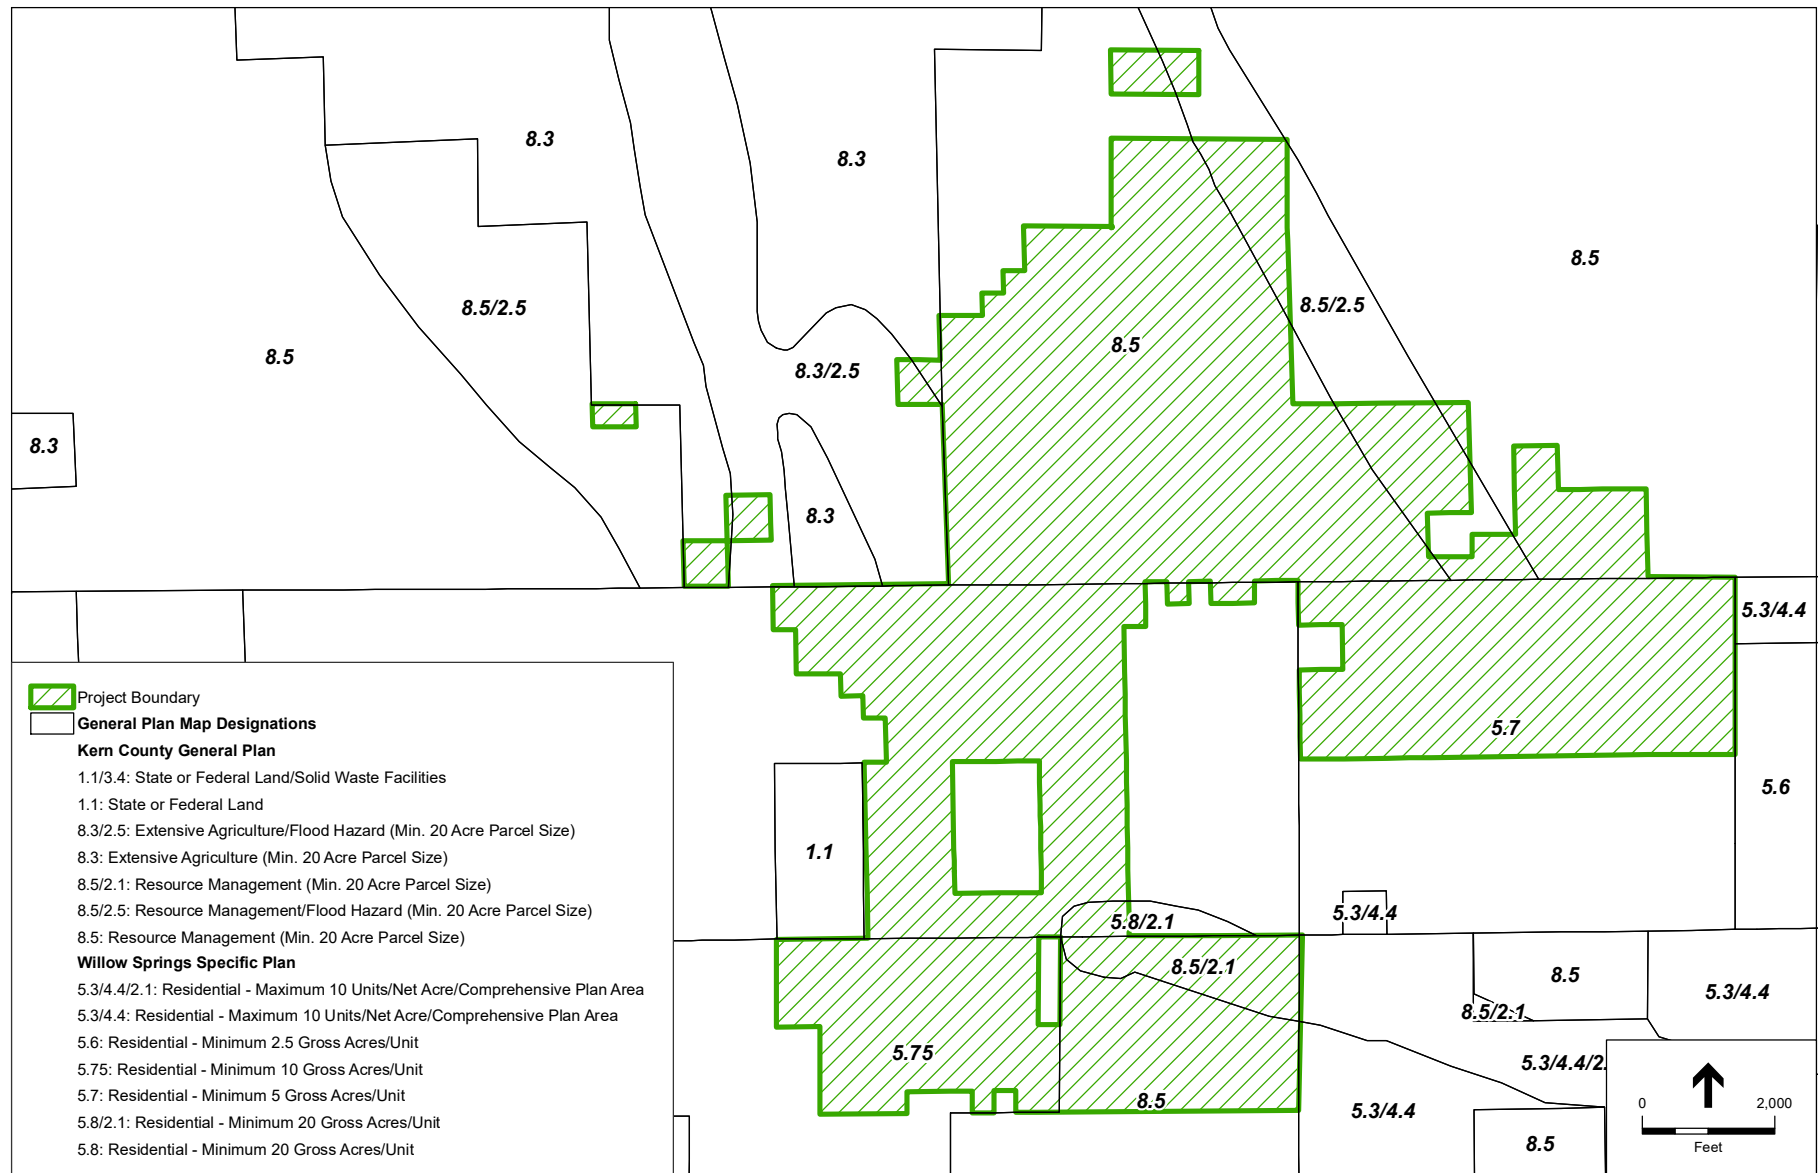 8.3
8.3
8.5
8.5/2.5
8.5/2.5
8.5
8.5
8.3/2.5
8.3
8.3
5.3/4.4
5.7
5.6
1.1
5.3/4.4
5.8/2.1
8.5/2.1
8.5
5.3/4.4
8.5/2.1
5.75
5.3/4.4/2.
8.5
5.3/4.4
8.5
Project Boundary
General Plan Map Designations
Kern County General Plan
1.1/3.4: State or Federal Land/Solid Waste Facilities
1.1: State or Federal Land
8.3/2.5: Extensive Agriculture/Flood Hazard (Min. 20 Acre Parcel Size)
8.3: Extensive Agriculture (Min. 20 Acre Parcel Size)
8.5/2.1: Resource Management (Min. 20 Acre Parcel Size)
8.5/2.5: Resource Management/Flood Hazard (Min. 20 Acre Parcel Size)
8.5: Resource Management (Min. 20 Acre Parcel Size)
Willow Springs Specific Plan
5.3/4.4/2.1: Residential - Maximum 10 Units/Net Acre/Comprehensive Plan Area
5.3/4.4: Residential - Maximum 10 Units/Net Acre/Comprehensive Plan Area
5.6: Residential - Minimum 2.5 Gross Acres/Unit
5.75: Residential - Minimum 10 Gross Acres/Unit
5.7: Residential - Minimum 5 Gross Acres/Unit
5.8/2.1: Residential - Minimum 20 Gross Acres/Unit
5.8: Residential - Minimum 20 Gross Acres/Unit
0 2,000
Feet